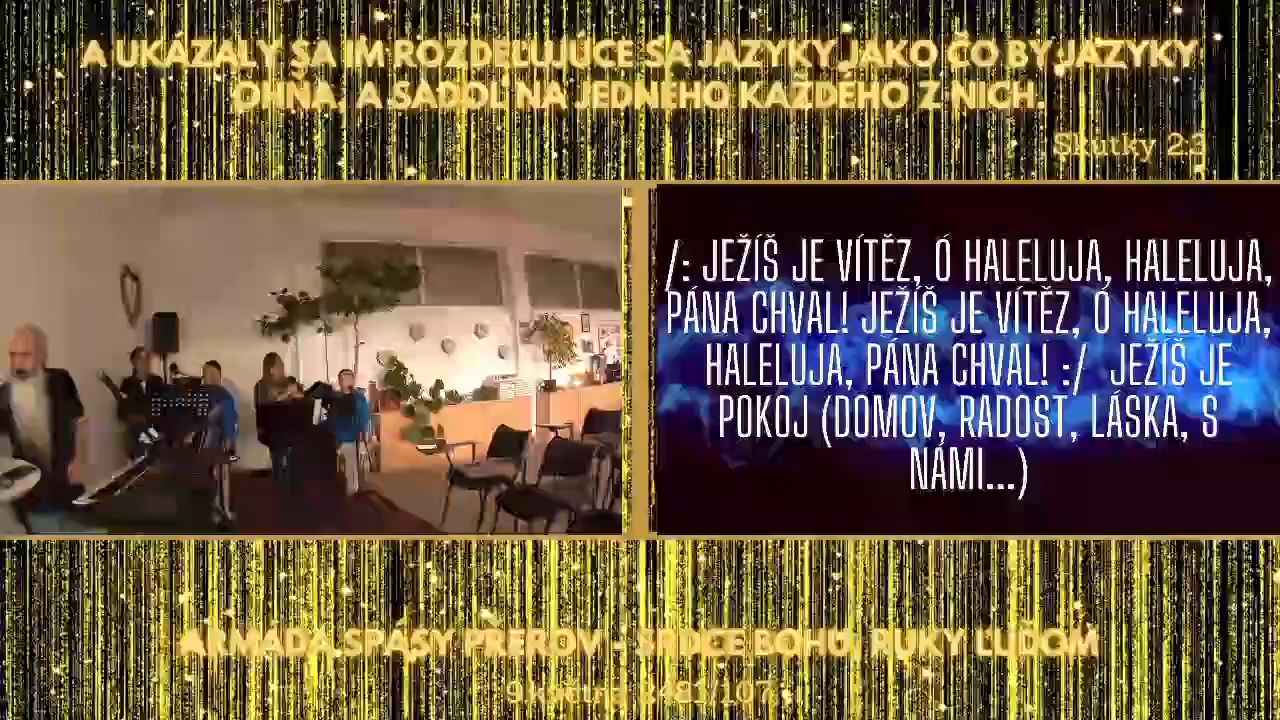 A UKÁZALY SA IM ROZDEĽUJÚCE SA JAZYKY JAKO ČO BY JAZYKY
OHŇA, A SADOL NA JEDNÉHO KAŽDÉHO Z NICH.
Skutky 2:3
/: JEŽÍŠ JE VÍTĚZ, Ó HALELUJA, HALELUJA,
PÁNA CHVAL! JEŽÍŠ JE VÍTĚZ, Ó HALELUJA,
HALELUJA, PÁNA CHVAL! :/ JEŽÍŠ JE
POKOJ (DOMOV, RADOST, LÁSKA, S
NÁMI...)
ARMÁDA SPÁSY PŘEROV - SRDCE BOHU, RUKY ĽUĎOM
2481/107